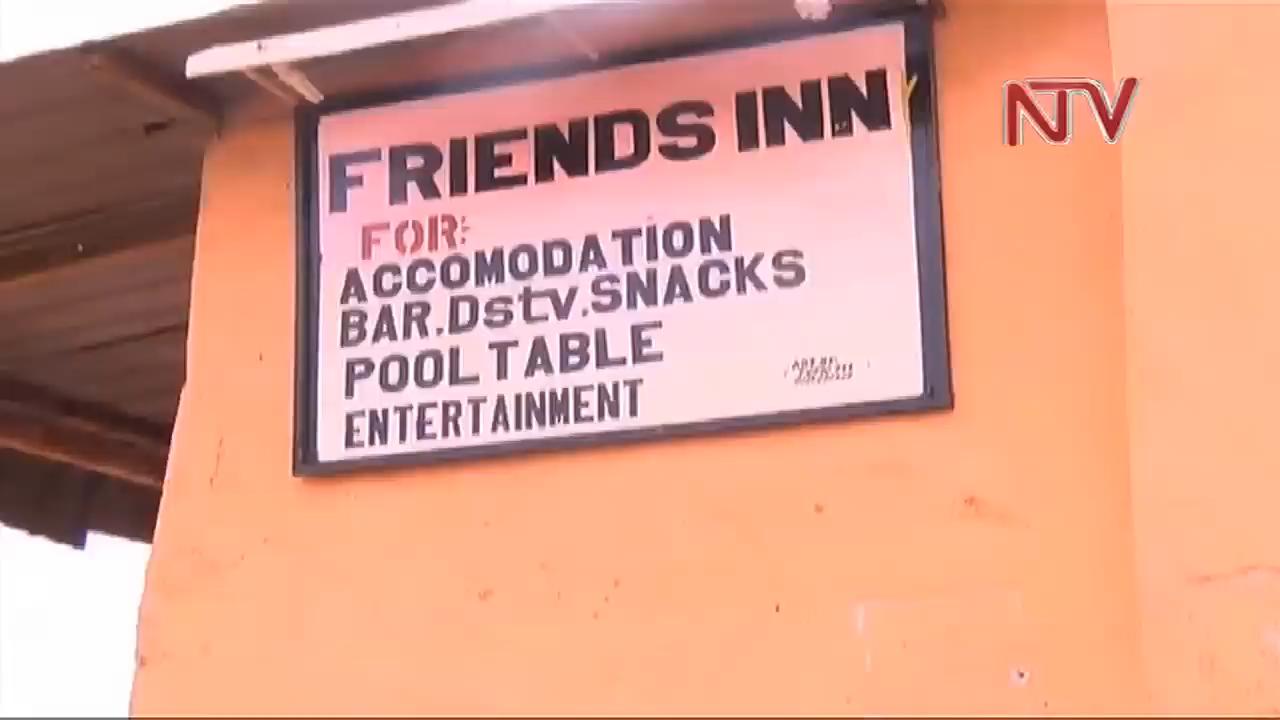 NTV
FRIENDS INN
FOR:
ACCOMODATION
BAR.Dstv.SNACKS
POOL TABLE
ENTERTAINMENT